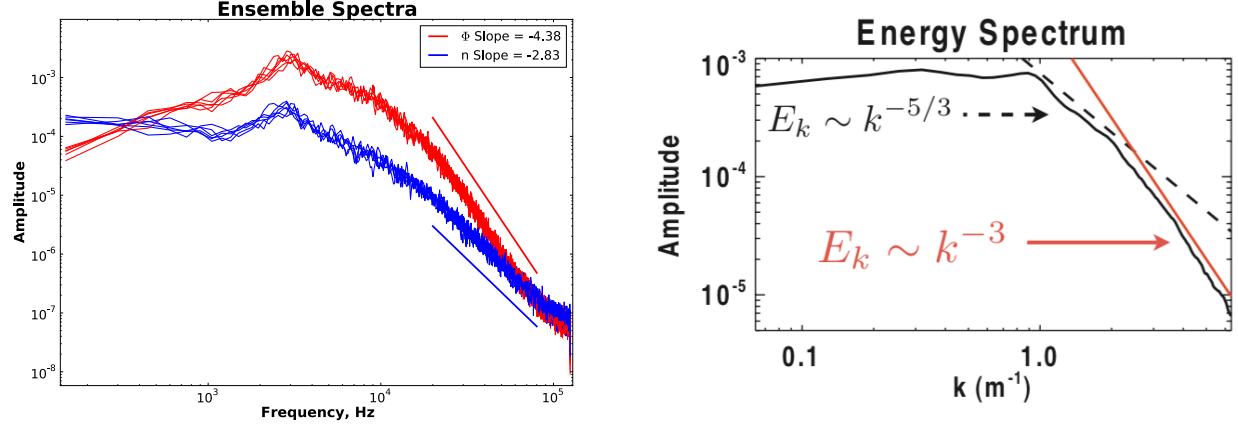 Ensemble Spectra
Φ Slope = -4.38
n Slope = -2.83
Amplitude
10⁻³
10⁻⁴
10⁻⁵
10⁻⁶
10⁻⁷
10⁻⁸
10³
10⁴
10⁵
Frequency, Hz
Energy Spectrum
Amplitude
10⁻³
10⁻⁴
10⁻⁵
E_k ∼ k^{-5/3}
E_k ∼ k^{-3}
0.1
1.0
k (m⁻¹)